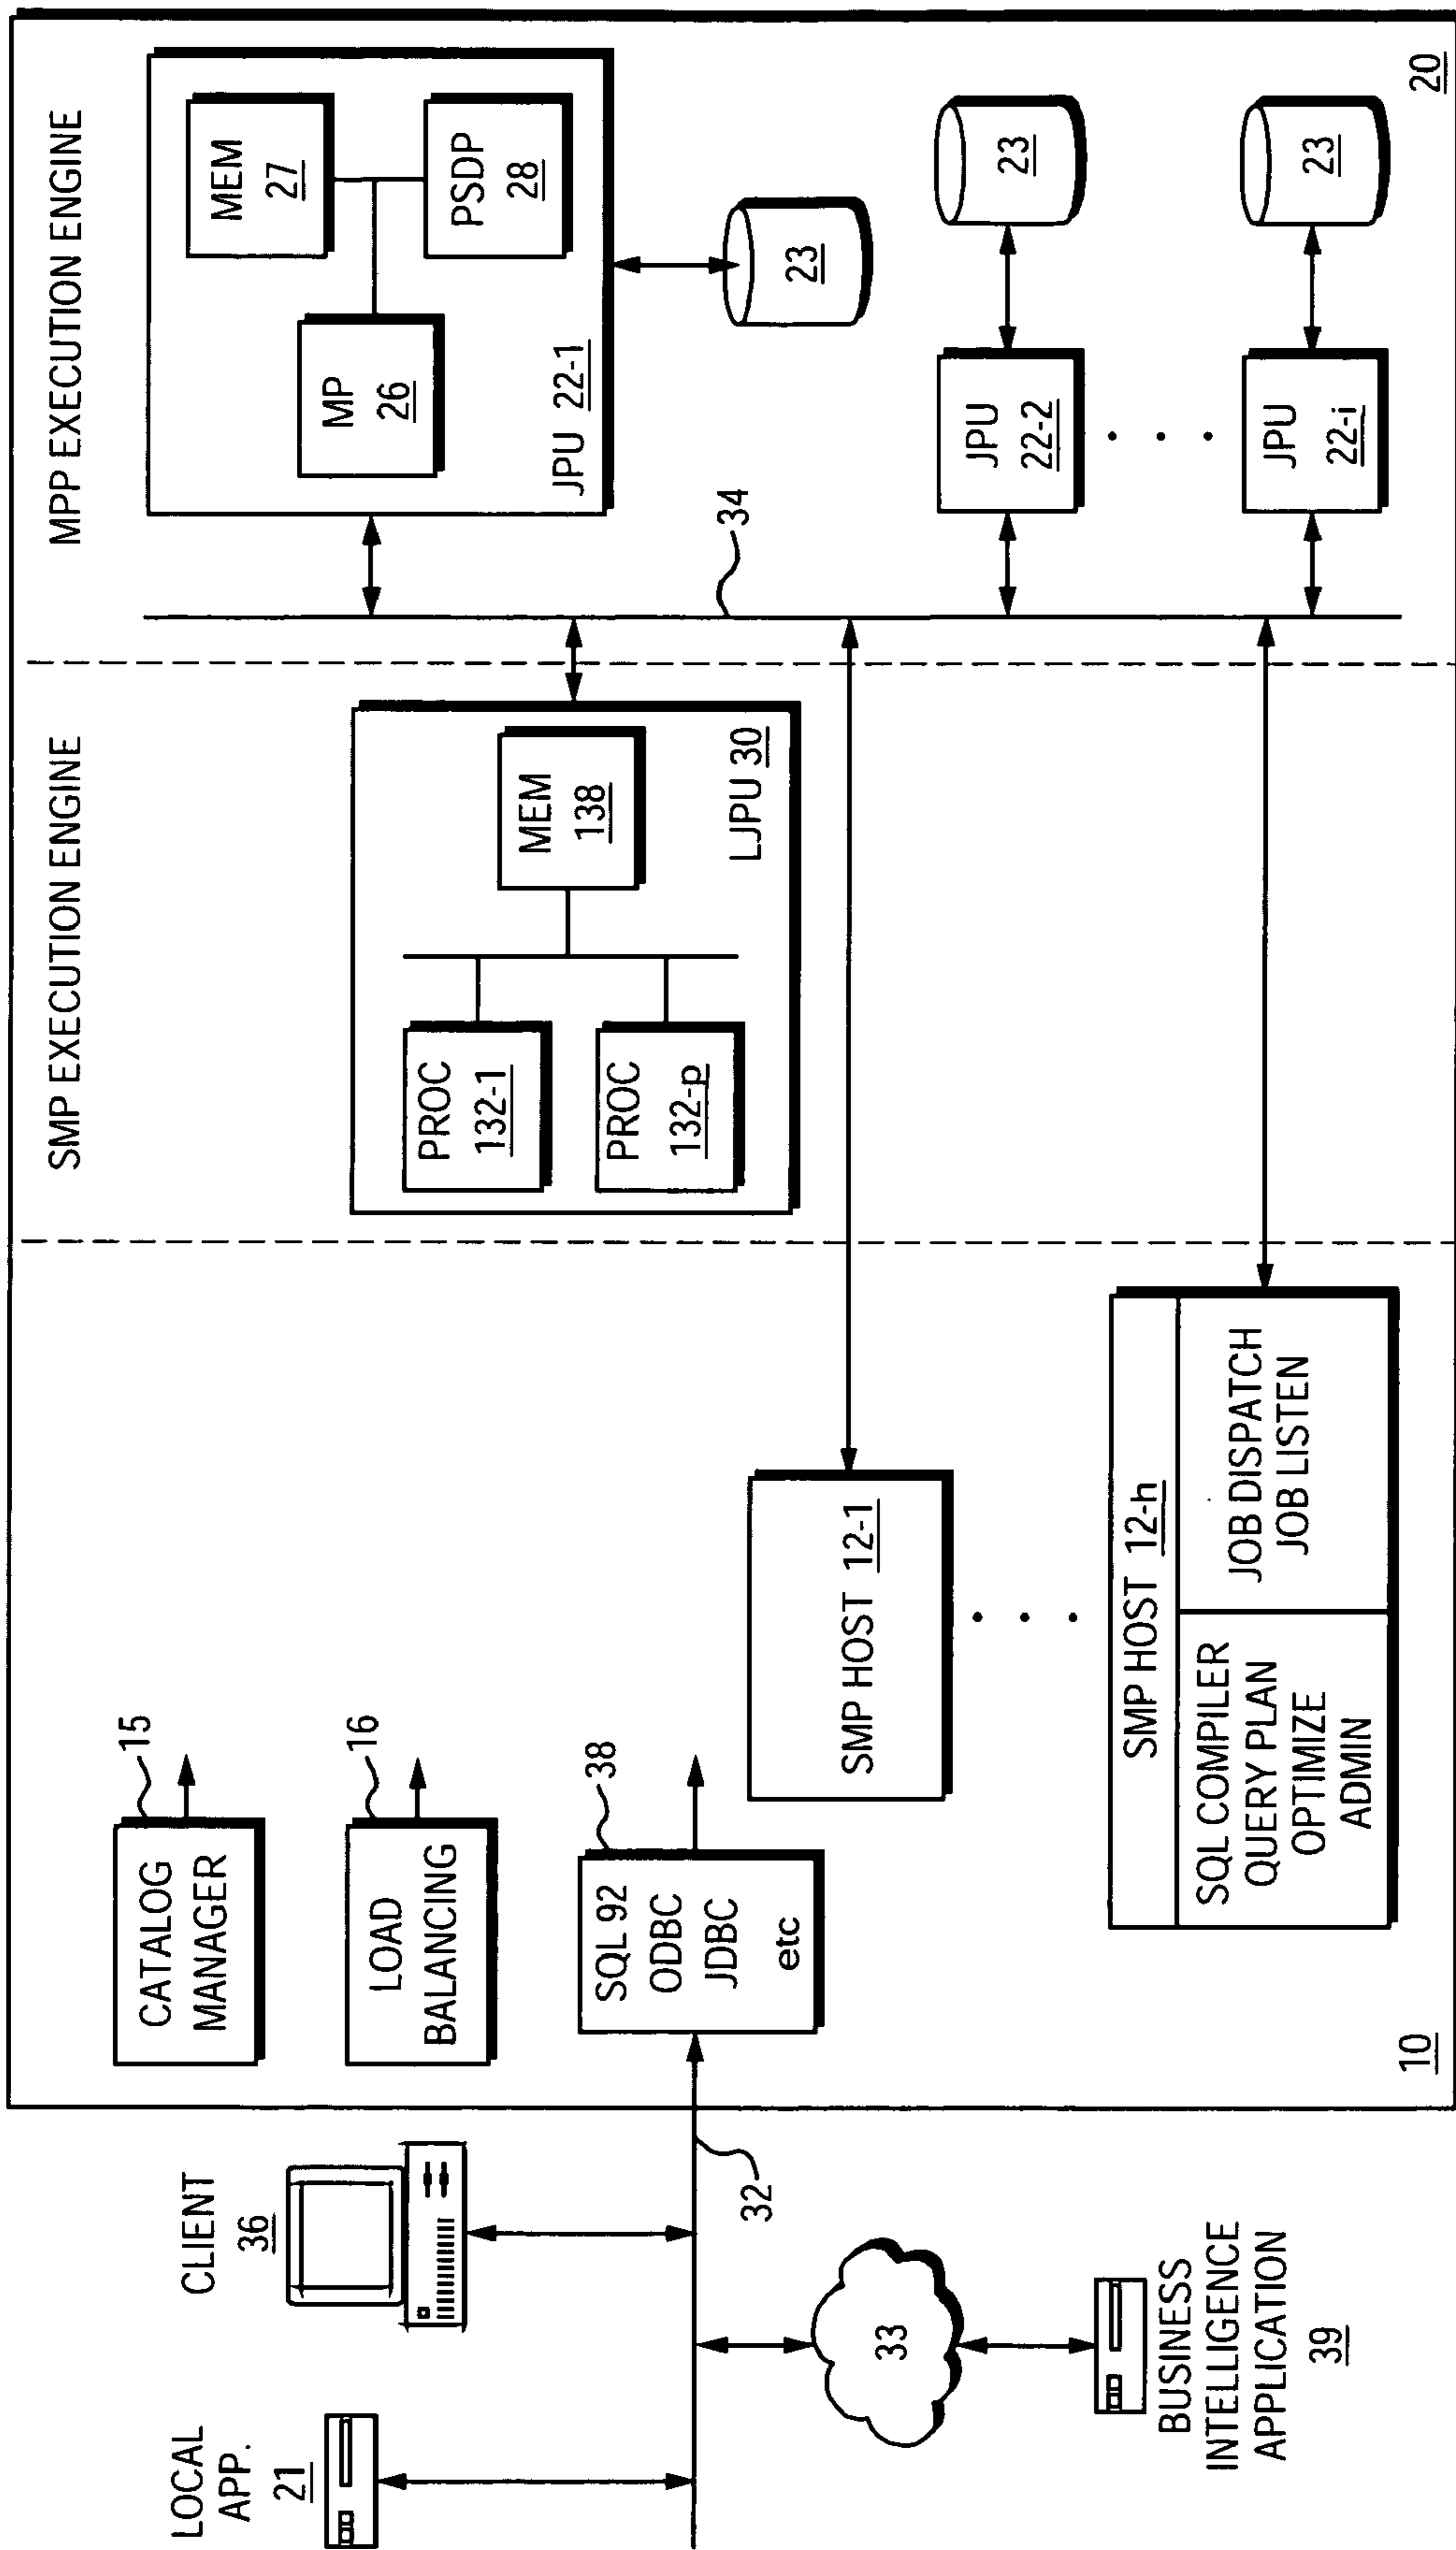 LOCAL
APP.
21
CLIENT
36
32
33
BUSINESS
INTELLIGENCE
APPLICATION
39
CATALOG
MANAGER
15
LOAD
BALANCING
16
SQL 92
ODBC
JDBC
etc
38
10
SMP HOST 12-1
SMP HOST 12-h
SQL COMPILER
QUERY PLAN
OPTIMIZE
ADMIN
JOB DISPATCH
JOB LISTEN
SMP EXECUTION ENGINE
PROC
132-1
PROC
132-p
MEM
138
LJPU 30
MPP EXECUTION ENGINE
34
MP
26
MEM
27
PSDP
28
JPU 22-1
23
JPU
22-2
23
JPU
22-i
23
20